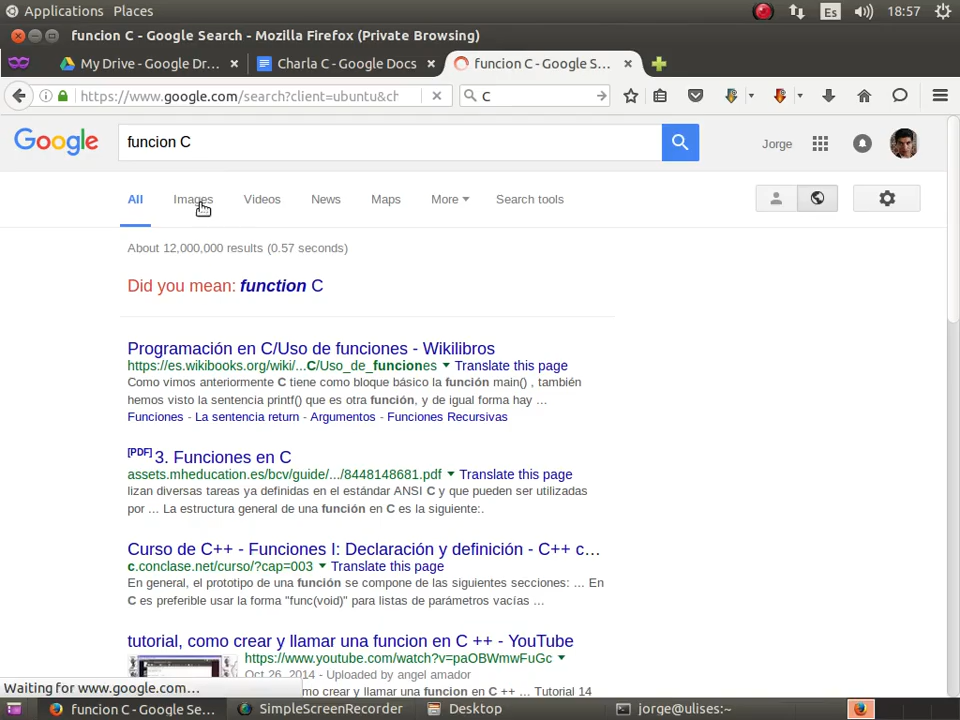 Applications Places Es 18:57
funcion C - Google Search - Mozilla Firefox (Private Browsing)
My Drive - Google Dr... Charla C - Google Docs funcion C - Google S...
https://www.google.com/search?client=ubuntu&ch C
Google funcion C Jorge
All Images Videos News Maps More Search tools
About 12,000,000 results (0.57 seconds)
Did you mean: function C
Programación en C/Uso de funciones - Wikilibros
https://es.wikibooks.org/wiki/...C/Uso_de_funciones Translate this page
Como vimos anteriormente C tiene como bloque básico la función main() , también
hemos visto la sentencia printf() que es otra función, y de igual forma hay ...
Funciones - La sentencia return - Argumentos - Funciones Recursivas
[PDF] 3. Funciones en C
assets.mheducation.es/bcv/guide/.../8448148681.pdf Translate this page
lizan diversas tareas ya definidas en el estándar ANSI C y que pueden ser utilizadas
por ... La estructura general de una función en C es la siguiente:.
Curso de C++ - Funciones I: Declaración y definición - C++ c...
c.conclase.net/curso/?cap=003 Translate this page
En general, el prototipo de una función se compone de las siguientes secciones: ... En
C es preferible usar la forma "func(void)" para listas de parámetros vacías ...
tutorial, como crear y llamar una funcion en C ++ - YouTube
https://www.youtube.com/watch?v=paOBWmwFuGc
Oct 26, 2014 - Uploaded by angel amador
mo crear y llamar una funcion en C ++ ... Tutorial 14
Waiting for www.google.com...
funcion C - Google Se... SimpleScreenRecorder Desktop jorge@ulises:~